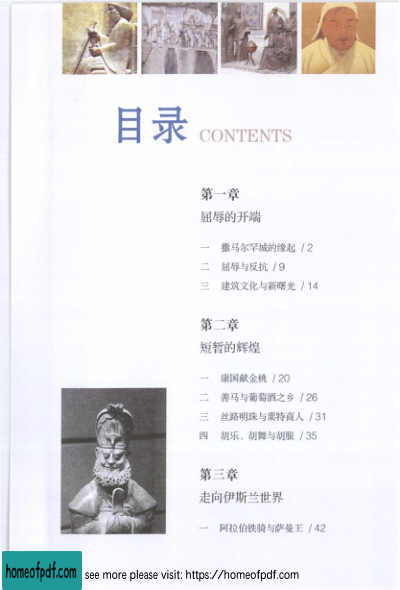 目录 CONTENTS
第一章
屈辱的开端
一 撒马尔罕城的缘起 / 2
二 屈辱与反抗 / 9
三 建筑文化与新曙光 / 14
第二章
短暂的辉煌
一 康国献金桃 / 20
二 善马与葡萄酒之乡 / 26
三 丝路明珠与粟特商人 / 31
四 胡乐、胡舞与胡服 / 35
第三章
走向伊斯兰世界
一 阿拉伯铁骑与萨曼王 / 42
homeofpdf.com
see more please visit: https://homeofpdf.com